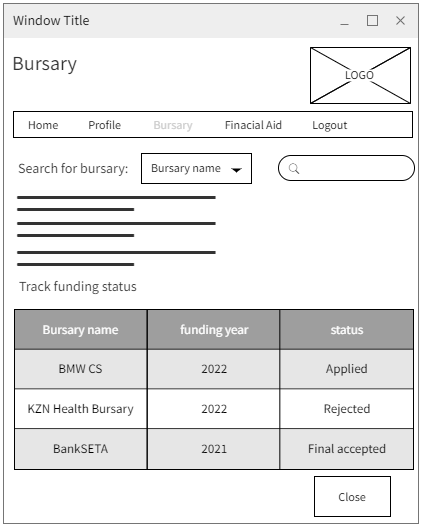 Window Title
Bursary
LOGO
Home Profile Bursary Finacial Aid Logout
Search for bursary: Bursary name
Track funding status
Bursary name funding year status
BMW CS 2022 Applied
KZN Health Bursary 2022 Rejected
BankSETA 2021 Final accepted
Close